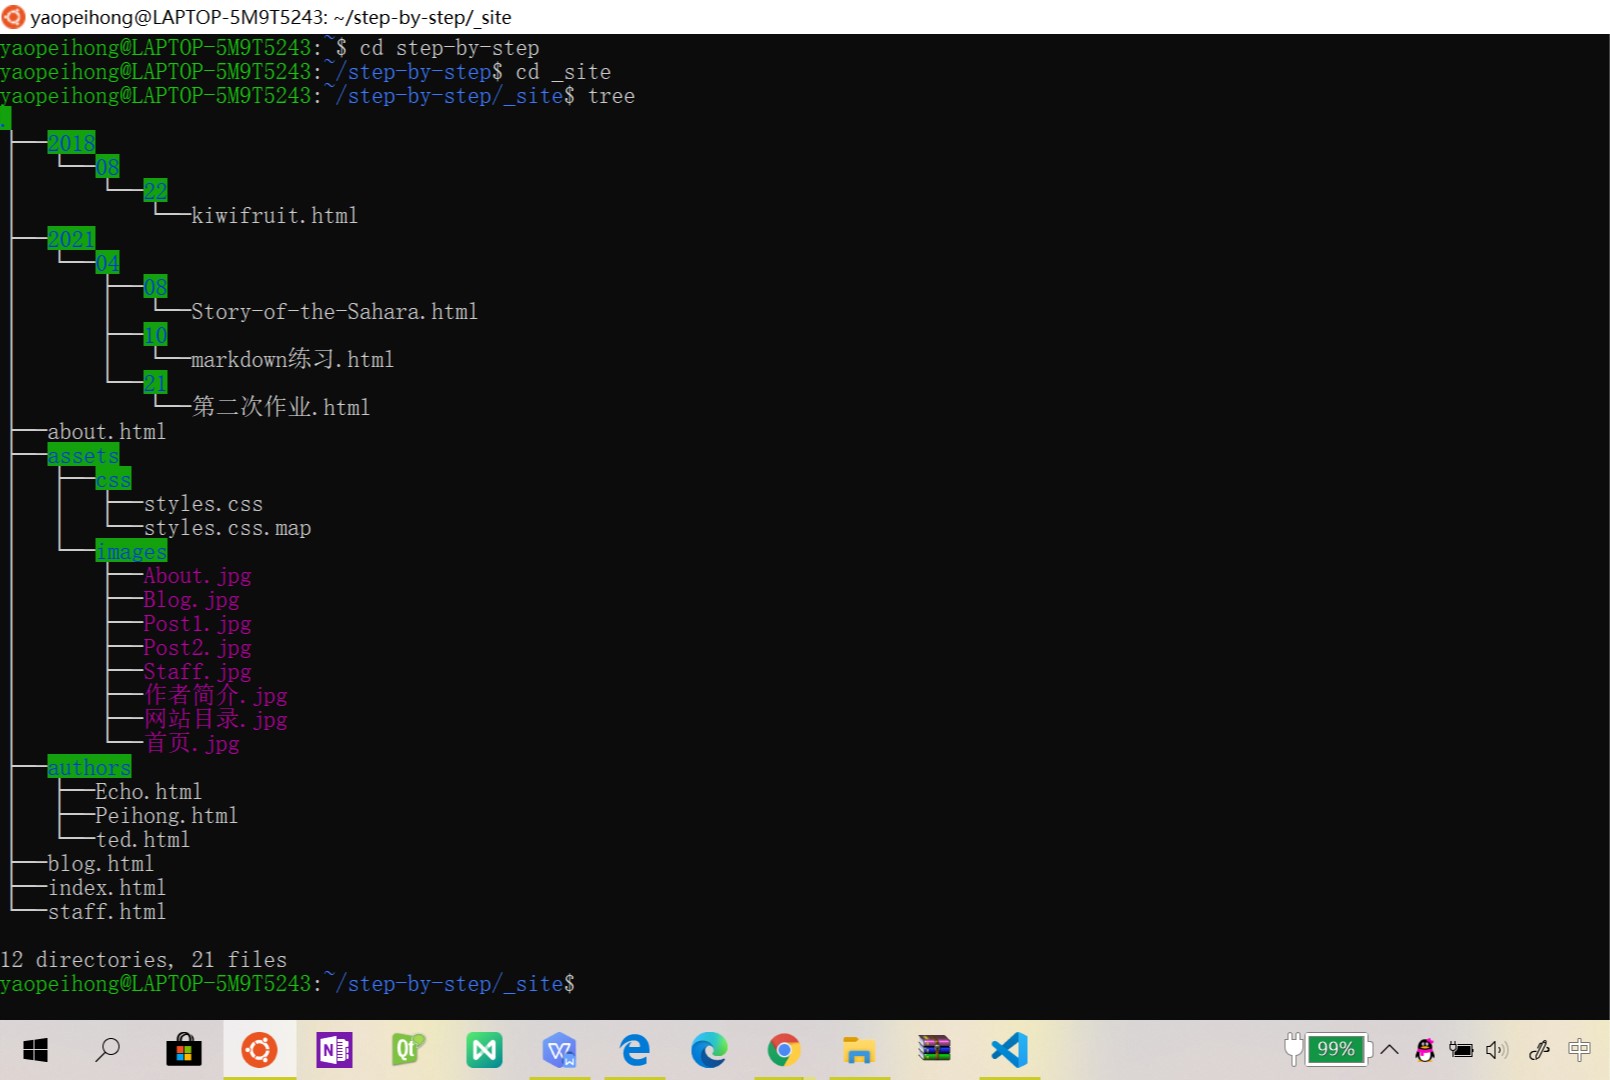 yaopeihong@LAPTOP-5M9T5243: ~/step-by-step/_site
yaopeihong@LAPTOP-5M9T5243:~$ cd step-by-step
yaopeihong@LAPTOP-5M9T5243:~/step-by-step$ cd _site
yaopeihong@LAPTOP-5M9T5243:~/step-by-step/_site$ tree
.
├──2018
└──08
└──22
└──kiwifruit.html
├──2021
└──04
├──08
└──Story-of-the-Sahara.html
├──10
└──markdown练习.html
└──21
└──第二次作业.html
├──about.html
├──assets
├──css
├──styles.css
└──styles.css.map
└──images
├──About.jpg
├──Blog.jpg
├──Post1.jpg
├──Post2.jpg
├──Staff.jpg
├──作者简介.jpg
├──网站目录.jpg
└──首页.jpg
├──authors
├──Echo.html
├──Peihong.html
└──ted.html
├──blog.html
├──index.html
└──staff.html
12 directories, 21 files
yaopeihong@LAPTOP-5M9T5243:~/step-by-step/_site$
N Qt W 99% 中